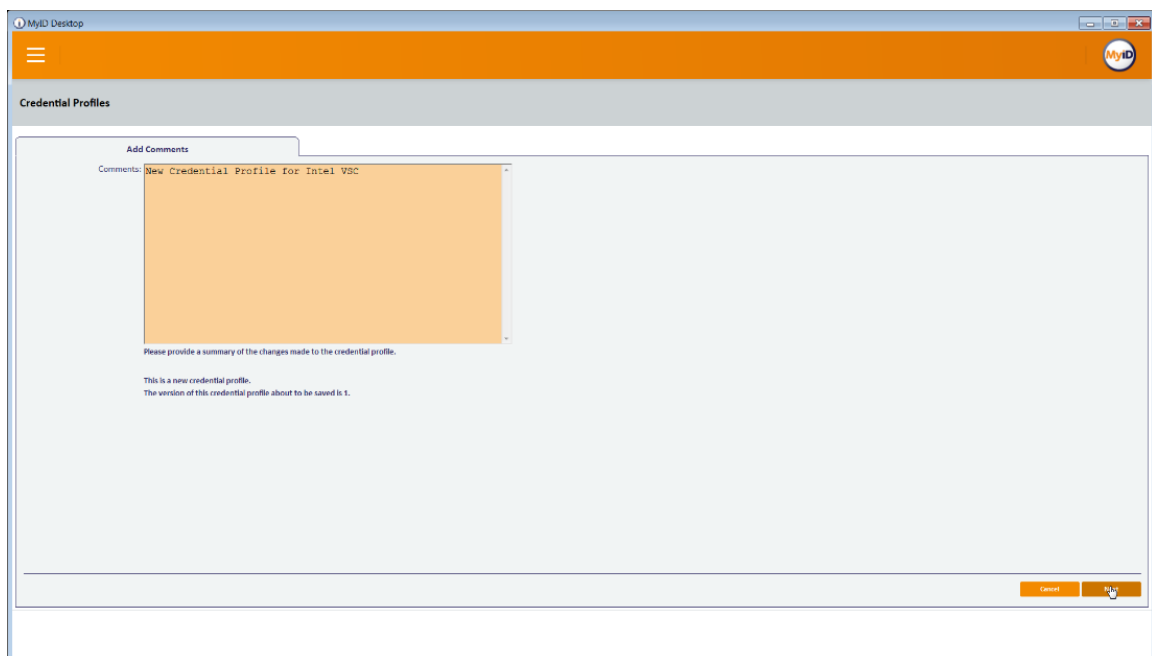 MyID Desktop
MyiD
Credential Profiles
Add Comments
Comments:
New Credential Profile for Intel VSC
Please provide a summary of the changes made to the credential profile.
This is a new credential profile.
The version of this credential profile about to be saved is 1.
Cancel